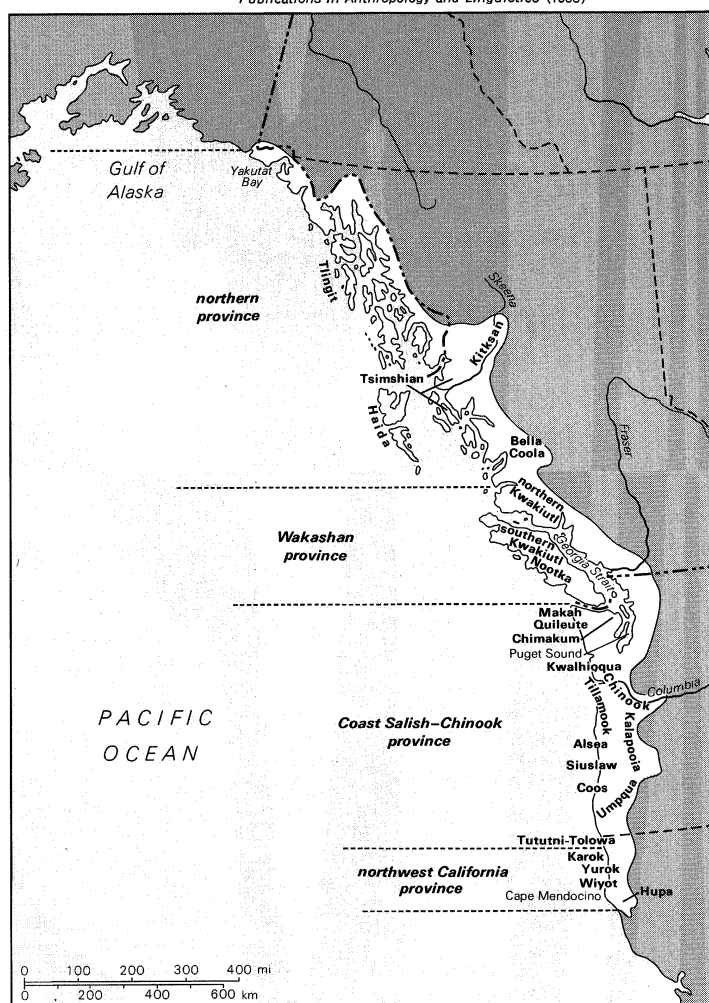 Publications in Anthropology and Linguistics
Gulf of
Alaska
Yakutat
Bay
Tlingit
northern
province
Skeena
Kitksan
Tsimshian
Haida
Bella
Coola
Fraser
northern
Kwakiutl
Wakashan
province
southern
Kwakiutl
Nootka
Georgia Strait
Makah
Quileute
Chimakum
Puget Sound
Kwalhioqua
Chinook
Columbia
PACIFIC
OCEAN
Coast Salish–Chinook
province
Tillamook
Kalapooia
Alsea
Siuslaw
Coos
Umpqua
Tututni-Tolowa
northwest California
province
Karok
Yurok
Wiyot
Hupa
Cape Mendocino
0 100 200 300 400 mi
0 200 400 600 km